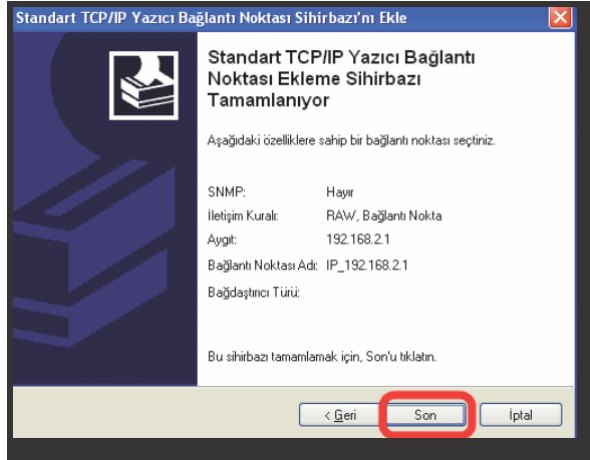 Standart TCP/IP Yazıcı Bağlantı Noktası Sihirbazı'nı Ekle
Standart TCP/IP Yazıcı Bağlantı
Noktası Ekleme Sihirbazı
Tamamlanıyor
Aşağıdaki özelliklere sahip bir bağlantı noktası seçtiniz.
SNMP: Hayır
İletişim Kuralı: RAW, Bağlantı Nokta
Aygıt: 192.168.2.1
Bağlantı Noktası Adı: IP_192.168.2.1
Bağdaştırıcı Türü:
Bu sihirbazı tamamlamak için, Son'u tıklatın.
< Geri Son İptal